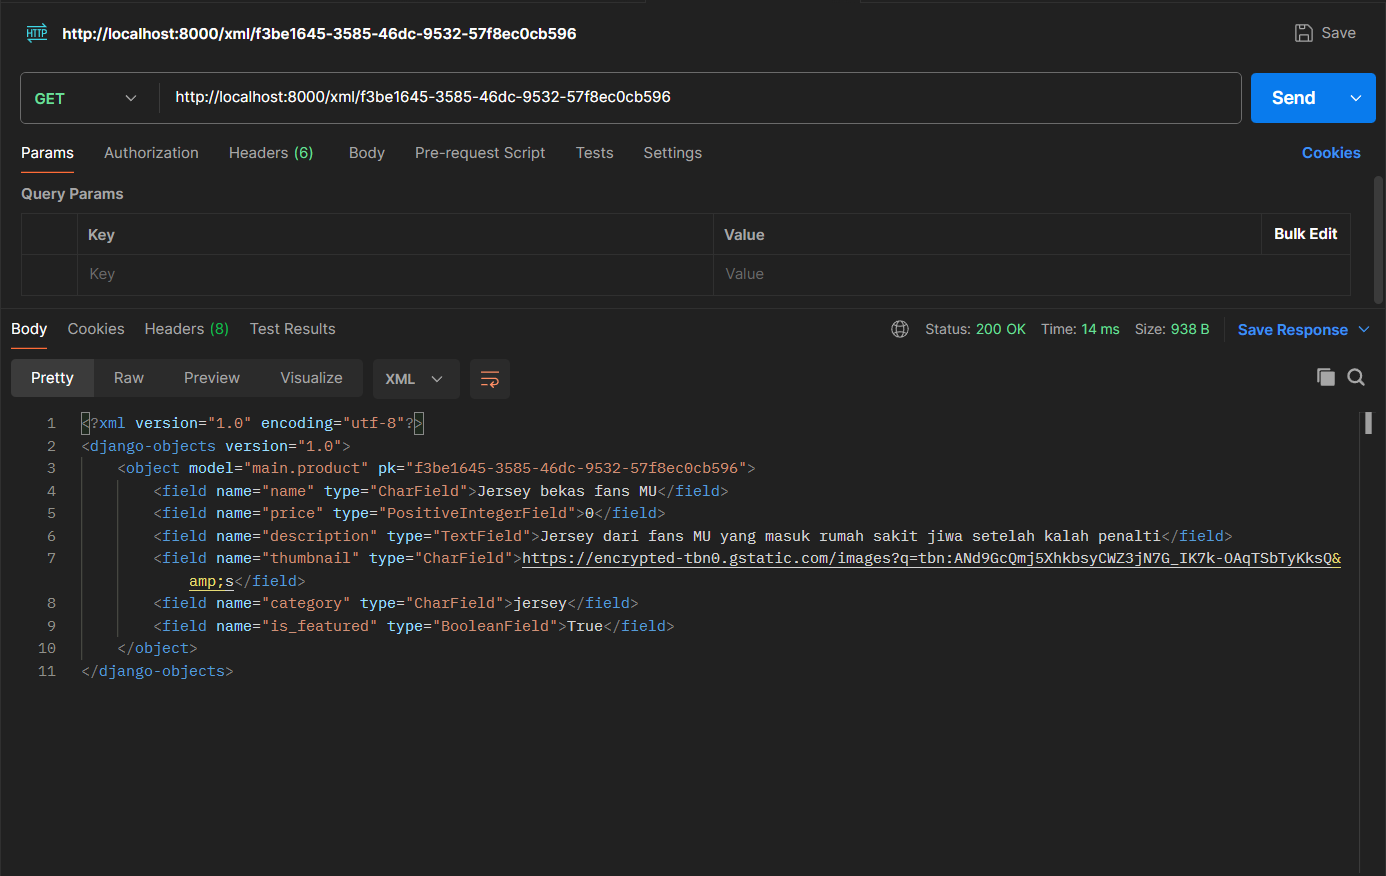 HTTP http://localhost:8000/xml/f3be1645-3585-46dc-9532-57f8ec0cb596 Save
GET http://localhost:8000/xml/f3be1645-3585-46dc-9532-57f8ec0cb596 Send
Params Authorization Headers (6) Body Pre-request Script Tests Settings Cookies
Query Params
Key Value Bulk Edit
Key Value
Body Cookies Headers (8) Test Results Status: 200 OK Time: 14 ms Size: 938 B Save Response
Pretty Raw Preview Visualize XML
1 <?xml version="1.0" encoding="utf-8"?>
2 <django-objects version="1.0">
3 <object model="main.product" pk="f3be1645-3585-46dc-9532-57f8ec0cb596">
4 <field name="name" type="CharField">Jersey bekas fans MU</field>
5 <field name="price" type="PositiveIntegerField">0</field>
6 <field name="description" type="TextField">Jersey dari fans MU yang masuk rumah sakit jiwa setelah kalah penalti</field>
7 <field name="thumbnail" type="CharField">https://encrypted-tbn0.gstatic.com/images?q=tbn:ANd9GcQmj5XhkbsyCWZ3jN7G_IK7k-OAqTSbTyKksQ&
amp;s</field>
8 <field name="category" type="CharField">jersey</field>
9 <field name="is_featured" type="BooleanField">True</field>
10 </object>
11 </django-objects>